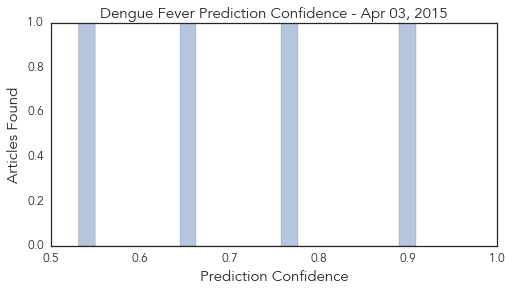 Dengue Fever Prediction Confidence - Apr 03, 2015
1.0
0.8
0.6
0.4
0.2
0.0
Articles Found
0.5 0.6 0.7 0.8 0.9 1.0
Prediction Confidence